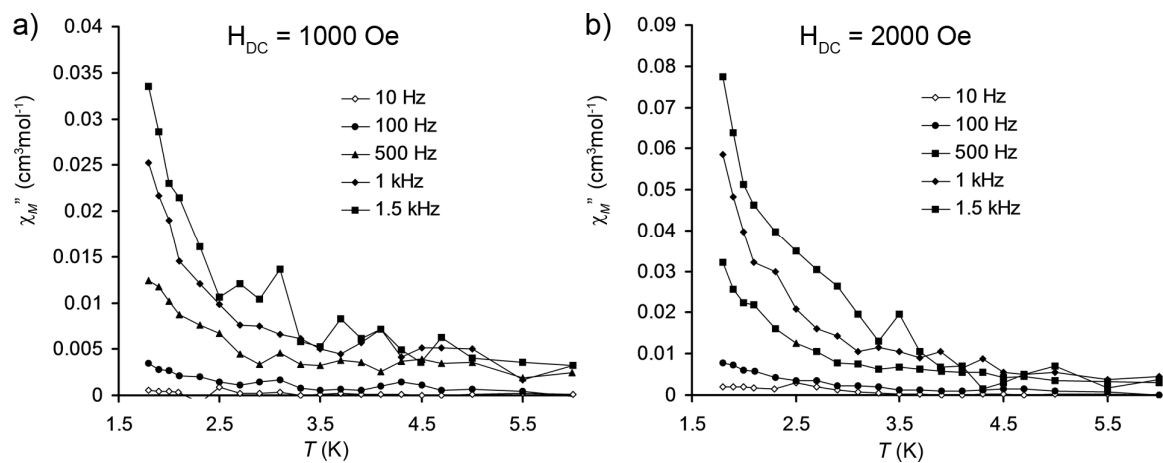 a)
H_DC = 1000 Oe
0.04
0.035
0.03
0.025
0.02
0.015
0.01
0.005
0
χ_M" (cm³mol⁻¹)
10 Hz
100 Hz
500 Hz
1 kHz
1.5 kHz
1.5 2.5 3.5 4.5 5.5
T (K)
b)
H_DC = 2000 Oe
0.09
0.08
0.07
0.06
0.05
0.04
0.03
0.02
0.01
0
χ_M" (cm³mol⁻¹)
10 Hz
100 Hz
500 Hz
1 kHz
1.5 kHz
1.5 2.5 3.5 4.5 5.5
T (K)